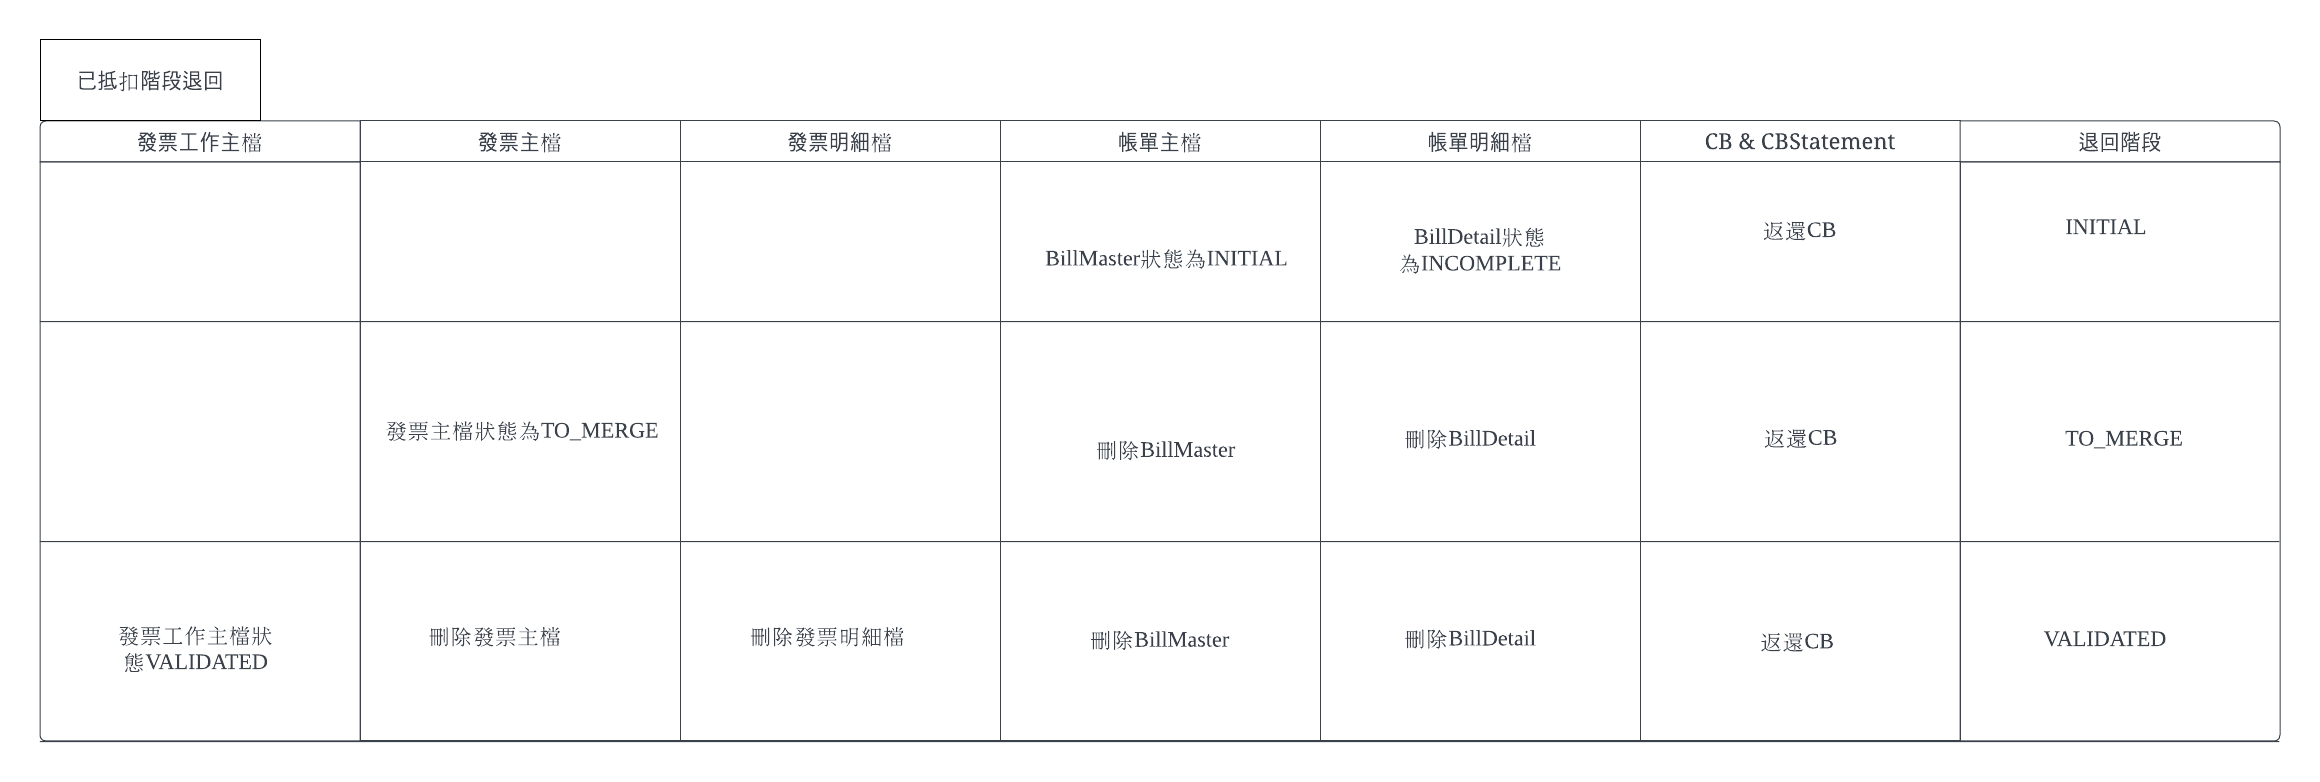 已抵扣階段退回
發票工作主檔
發票主檔
發票明細檔
帳單主檔
帳單明細檔
CB & CBStatement
退回階段
BillMaster狀態為INITIAL
BillDetail狀態
為INCOMPLETE
返還CB
INITIAL
發票主檔狀態為TO_MERGE
刪除BillMaster
刪除BillDetail
返還CB
TO_MERGE
發票工作主檔狀
態VALIDATED
刪除發票主檔
刪除發票明細檔
刪除BillMaster
刪除BillDetail
返還CB
VALIDATED